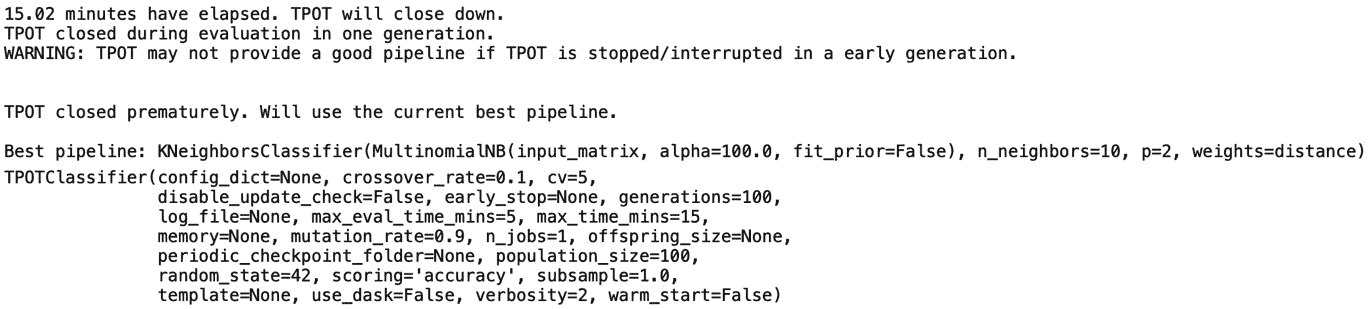 15.02 minutes have elapsed. TPOT will close down.
TPOT closed during evaluation in one generation.
WARNING: TPOT may not provide a good pipeline if TPOT is stopped/interrupted in a early generation.
TPOT closed prematurely. Will use the current best pipeline.
Best pipeline: KNeighborsClassifier(MultinomialNB(input_matrix, alpha=100.0, fit_prior=False), n_neighbors=10, p=2, weights=distance)
TPOTClassifier(config_dict=None, crossover_rate=0.1, cv=5,
disable_update_check=False, early_stop=None, generations=100,
log_file=None, max_eval_time_mins=5, max_time_mins=15,
memory=None, mutation_rate=0.9, n_jobs=1, offspring_size=None,
periodic_checkpoint_folder=None, population_size=100,
random_state=42, scoring='accuracy', subsample=1.0,
template=None, use_dask=False, verbosity=2, warm_start=False)